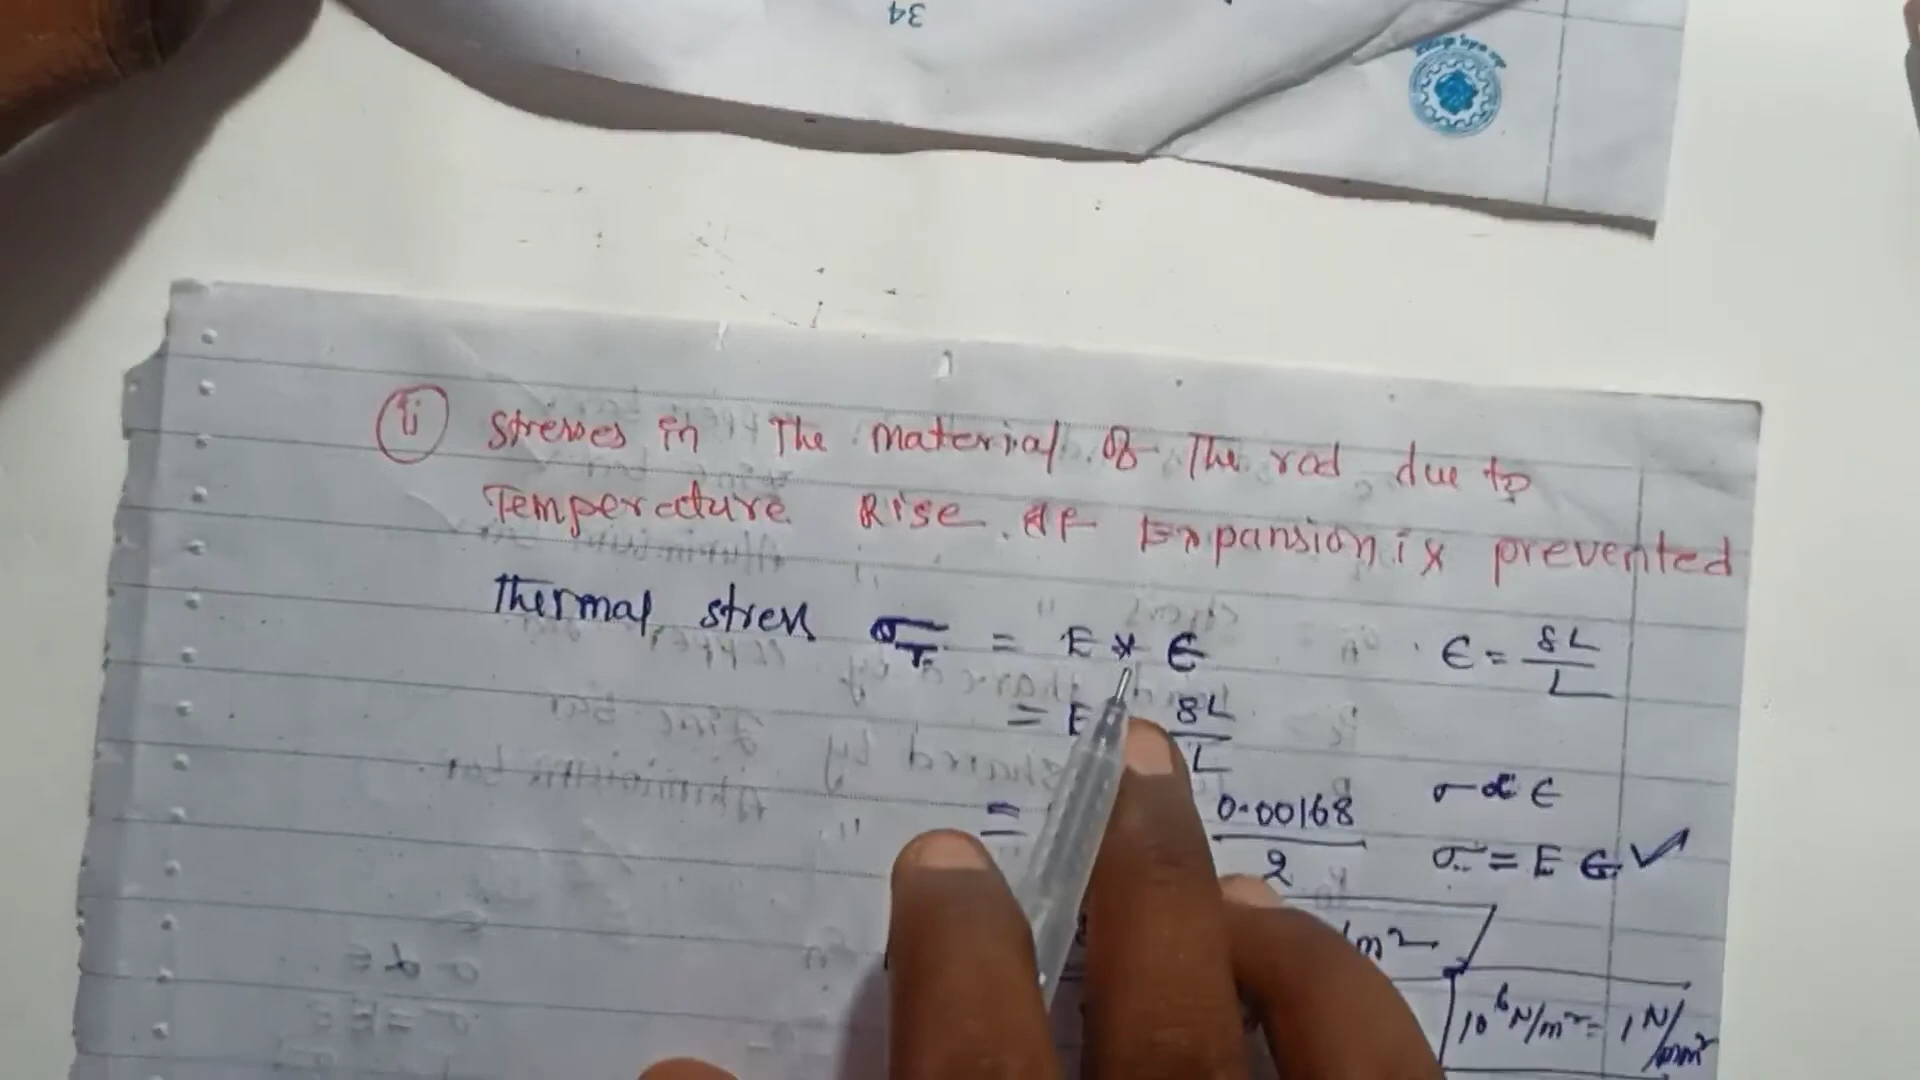 34
ii Stresses in The material of The rod due to
Temperature Rise. If Expansion is prevented
Thermal stress σT = E * ϵ ϵ = δL/L
= E δL/L
σ ∝ ϵ
= 0.00168/2
σ = E ϵ ✓
/m²
10⁶ N/m² = 1 N/mm²